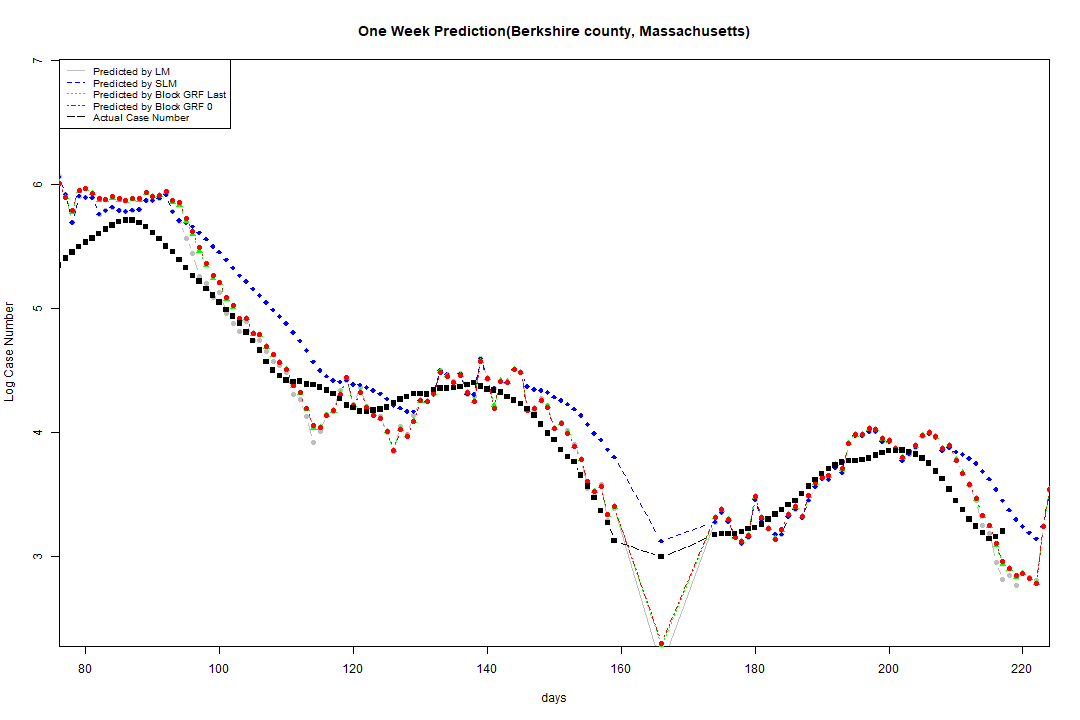 One Week Prediction(Berkshire county, Massachusetts)
Predicted by LM
Predicted by SLM
Predicted by Block GRF Last
Predicted by Block GRF 0
Actual Case Number
7
6
5
4
3
Log Case Number
80 100 120 140 160 180 200 220
days